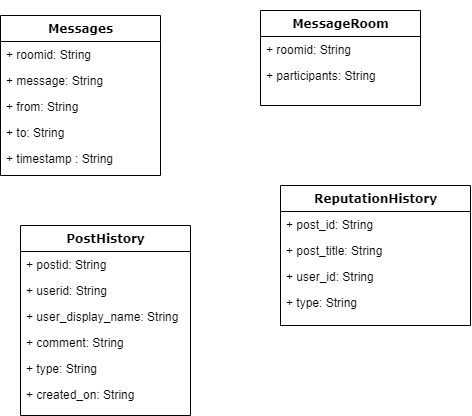 Messages
+ roomid: String
+ message: String
+ from: String
+ to: String
+ timestamp : String
MessageRoom
+ roomid: String
+ participants: String
PostHistory
+ postid: String
+ userid: String
+ user_display_name: String
+ comment: String
+ type: String
+ created_on: String
ReputationHistory
+ post_id: String
+ post_title: String
+ user_id: String
+ type: String